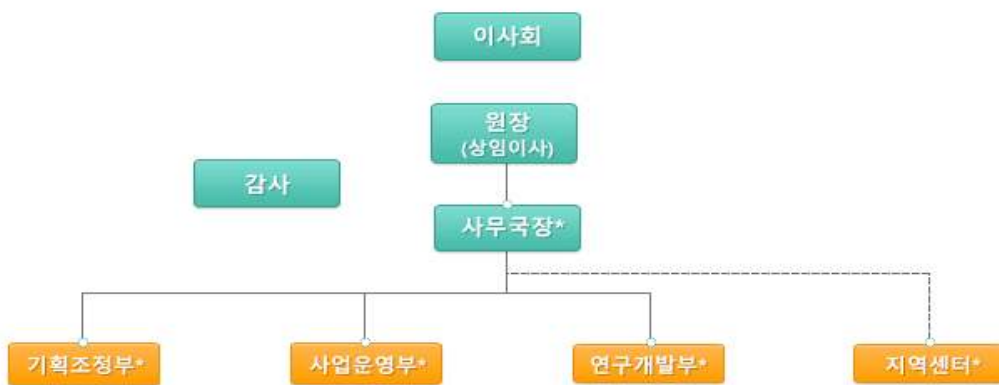 이사회
원장
(상임이사)
감사
사무국장*
기획조정부*
사업운영부*
연구개발부*
지역센터*